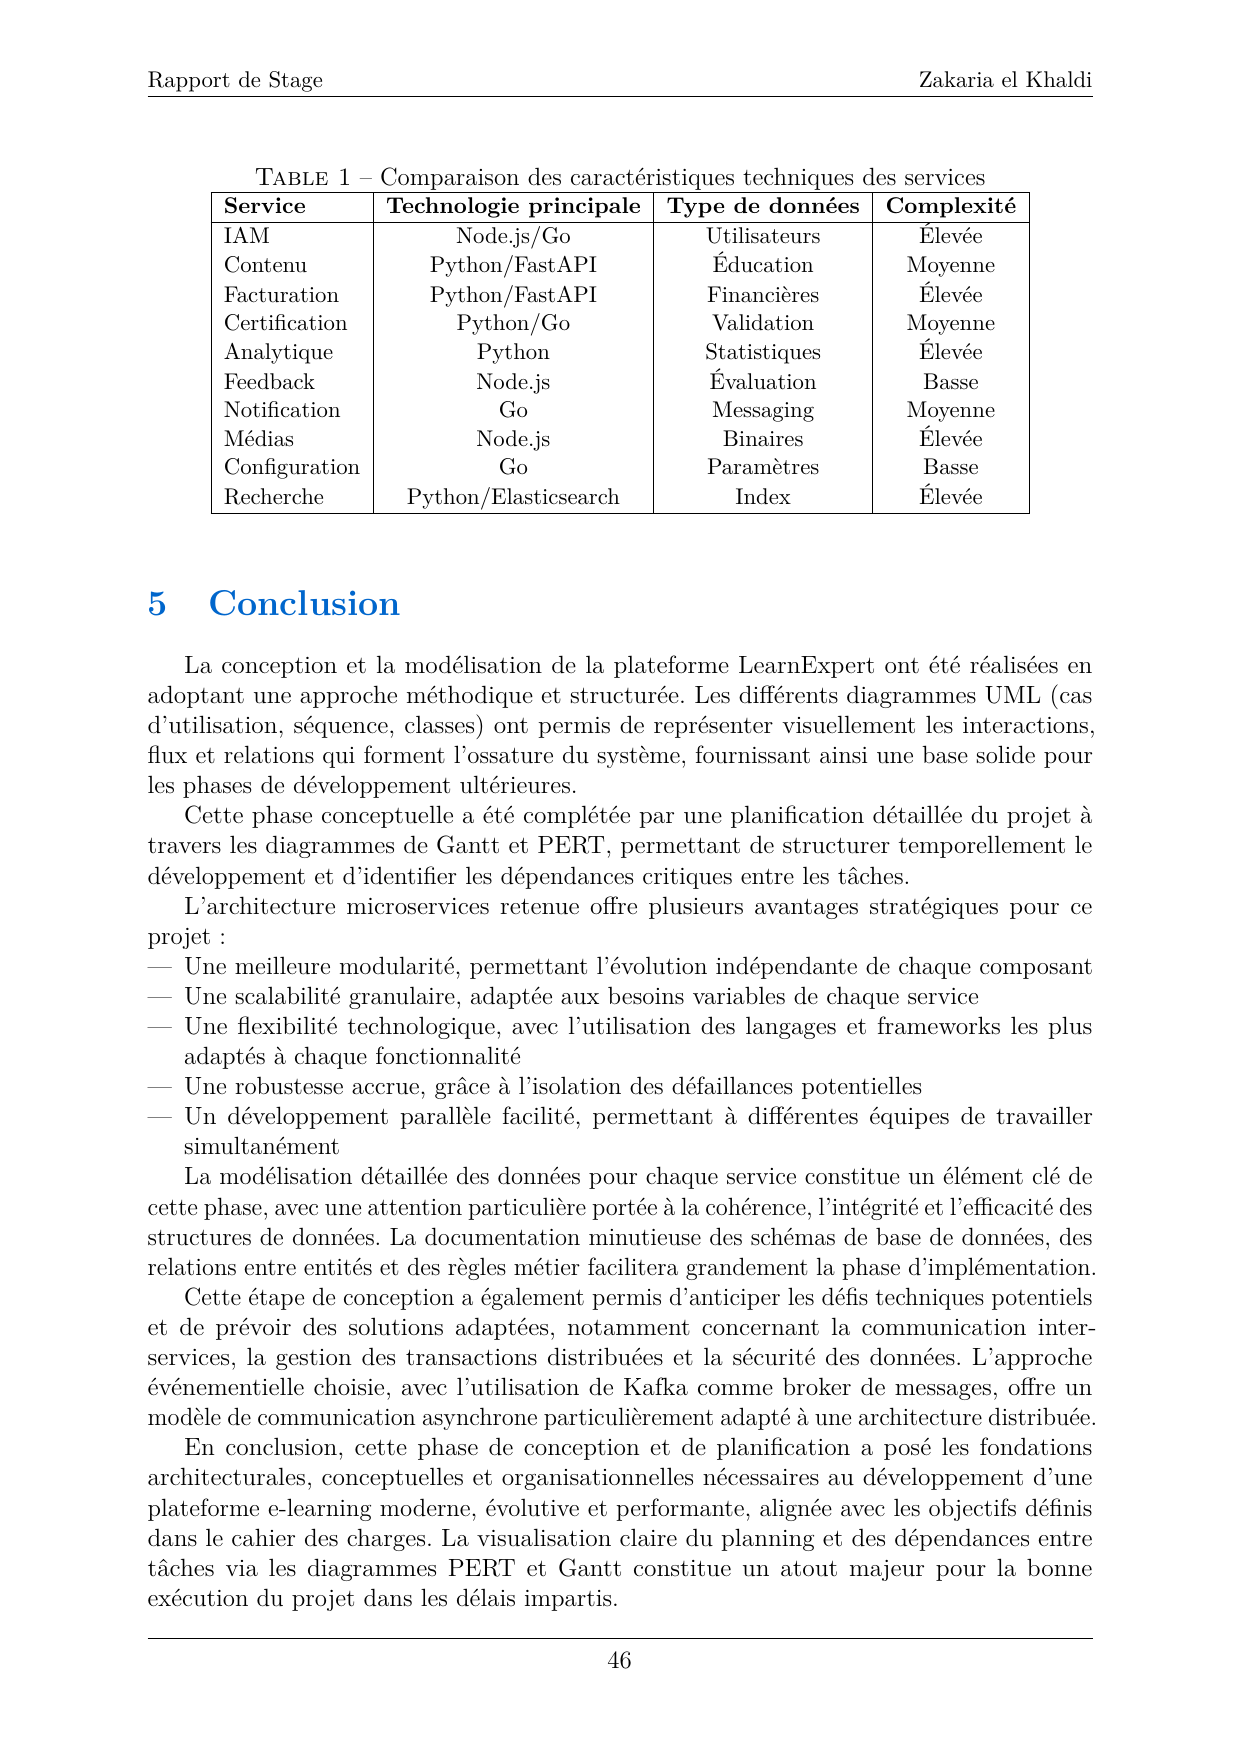 Rapport de Stage Zakaria el Khaldi
TABLE 1 – Comparaison des caractéristiques techniques des services
Service Technologie principale Type de données Complexité
IAM Node.js/Go Utilisateurs Élevée
Contenu Python/FastAPI Éducation Moyenne
Facturation Python/FastAPI Financières Élevée
Certification Python/Go Validation Moyenne
Analytique Python Statistiques Élevée
Feedback Node.js Évaluation Basse
Notification Go Messaging Moyenne
Médias Node.js Binaires Élevée
Configuration Go Paramètres Basse
Recherche Python/Elasticsearch Index Élevée
5 Conclusion
La conception et la modélisation de la plateforme LearnExpert ont été réalisées en
adoptant une approche méthodique et structurée. Les différents diagrammes UML (cas
d'utilisation, séquence, classes) ont permis de représenter visuellement les interactions,
flux et relations qui forment l'ossature du système, fournissant ainsi une base solide pour
les phases de développement ultérieures.
Cette phase conceptuelle a été complétée par une planification détaillée du projet à
travers les diagrammes de Gantt et PERT, permettant de structurer temporellement le
développement et d'identifier les dépendances critiques entre les tâches.
L'architecture microservices retenue offre plusieurs avantages stratégiques pour ce
projet :
— Une meilleure modularité, permettant l'évolution indépendante de chaque composant
— Une scalabilité granulaire, adaptée aux besoins variables de chaque service
— Une flexibilité technologique, avec l'utilisation des langages et frameworks les plus
adaptés à chaque fonctionnalité
— Une robustesse accrue, grâce à l'isolation des défaillances potentielles
— Un développement parallèle facilité, permettant à différentes équipes de travailler
simultanément
La modélisation détaillée des données pour chaque service constitue un élément clé de
cette phase, avec une attention particulière portée à la cohérence, l'intégrité et l'efficacité des
structures de données. La documentation minutieuse des schémas de base de données, des
relations entre entités et des règles métier facilitera grandement la phase d'implémentation.
Cette étape de conception a également permis d'anticiper les défis techniques potentiels
et de prévoir des solutions adaptées, notamment concernant la communication inter-
services, la gestion des transactions distribuées et la sécurité des données. L'approche
événementielle choisie, avec l'utilisation de Kafka comme broker de messages, offre un
modèle de communication asynchrone particulièrement adapté à une architecture distribuée.
En conclusion, cette phase de conception et de planification a posé les fondations
architecturales, conceptuelles et organisationnelles nécessaires au développement d'une
plateforme e-learning moderne, évolutive et performante, alignée avec les objectifs définis
dans le cahier des charges. La visualisation claire du planning et des dépendances entre
tâches via les diagrammes PERT et Gantt constitue un atout majeur pour la bonne
exécution du projet dans les délais impartis.
46